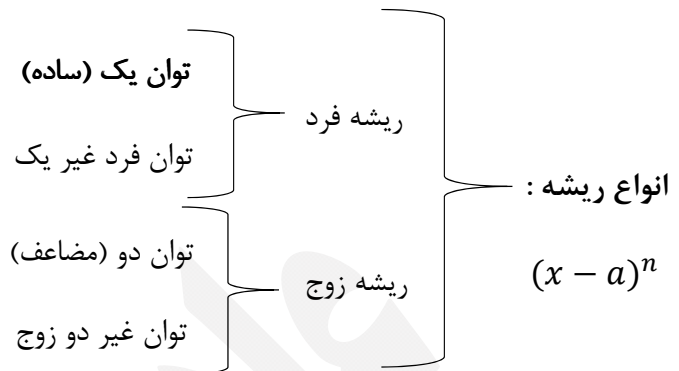 انواع ریشه :
(x − a)ⁿ
ریشه فرد
توان یک (ساده)
توان فرد غیر یک
ریشه زوج
توان دو (مضاعف)
توان غیر دو زوج